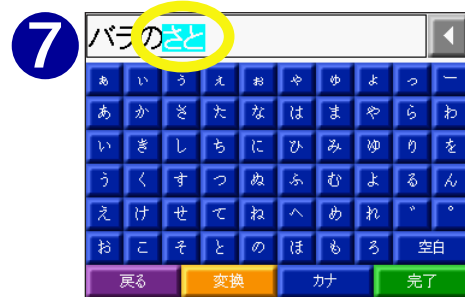 7
バラのさと
ぁ ぃ ぅ ぇ ぉ ゃ ゅ ょ っ ー
あ か さ た な は ま や ら わ
い き し ち に ひ み ゆ り を
う く す つ ぬ ふ む よ る ん
え け せ て ね へ め れ ゛ ゜
お こ そ と の ほ も ろ 空白
戻る 変換 カナ 完了